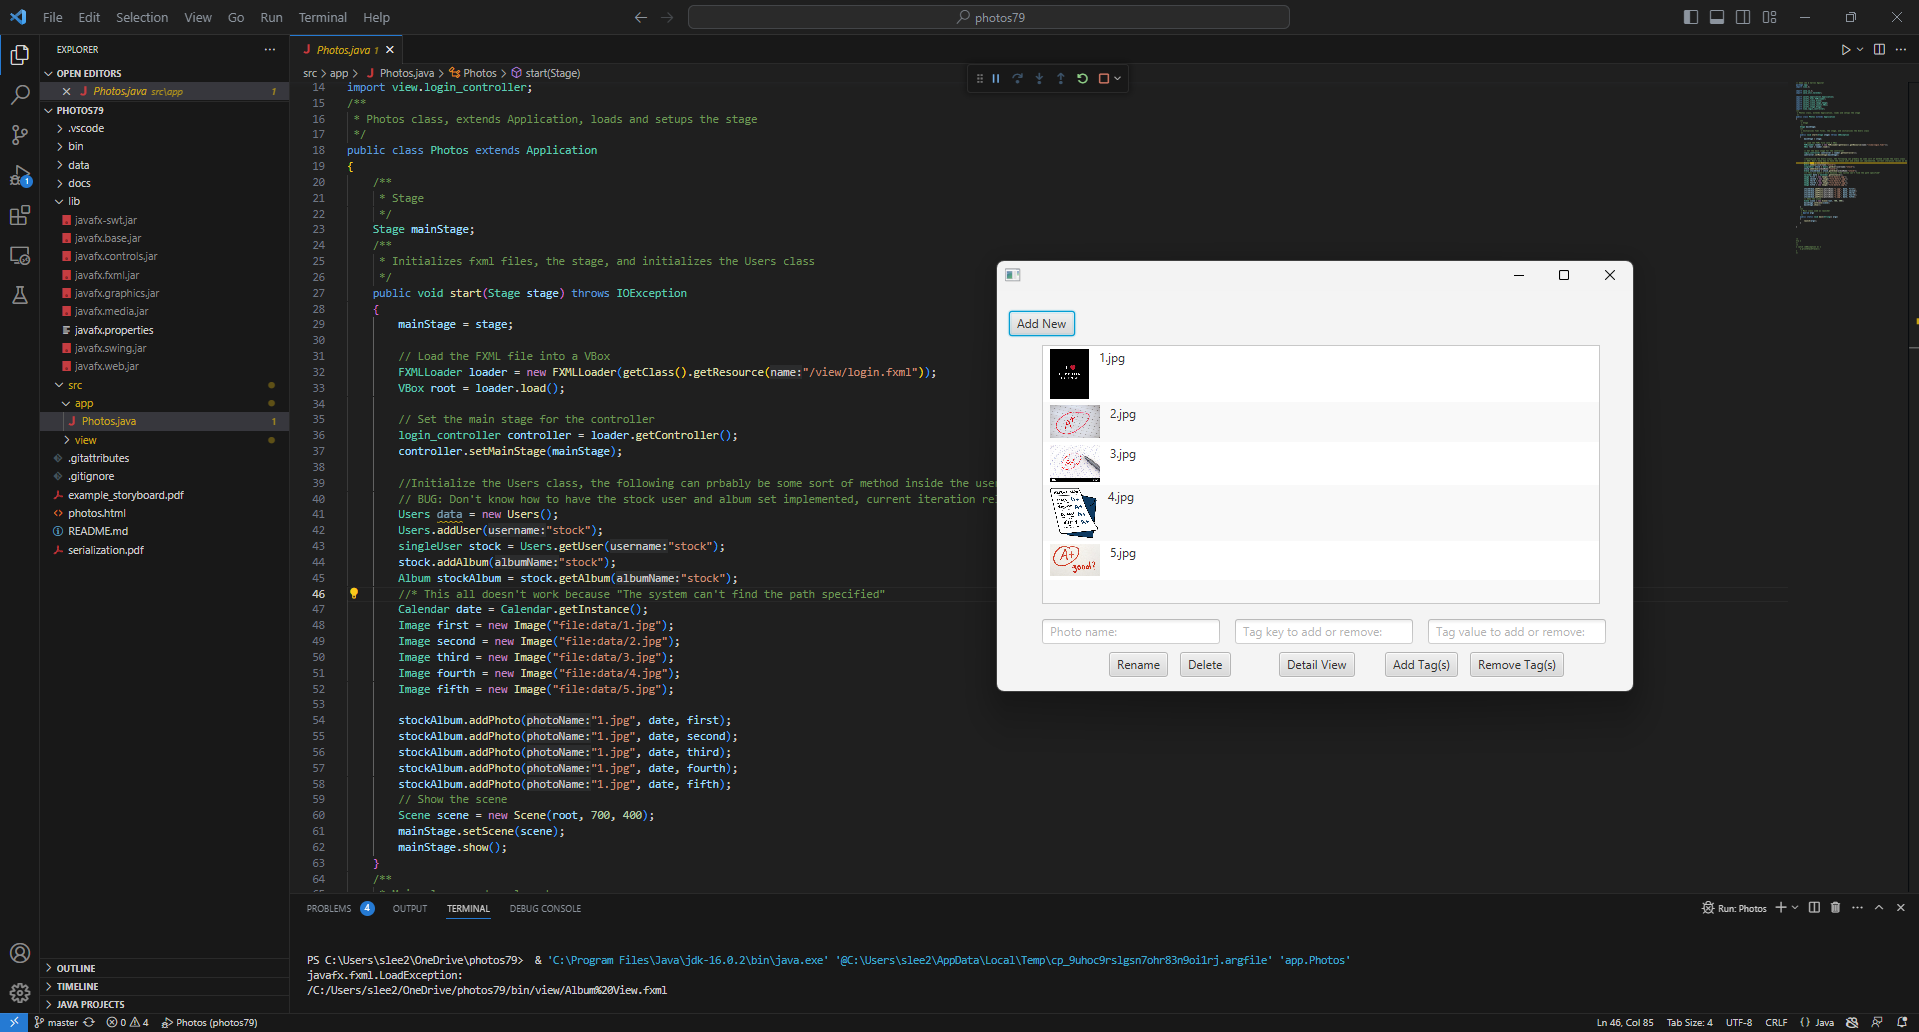 File Edit Selection View Go Run Terminal Help
photos79
EXPLORER
OPEN EDITORS
Photos.java src\app 1
PHOTOS79
.vscode
bin
data
docs
lib
javafx-swt.jar
javafx.base.jar
javafx.controls.jar
javafx.fxml.jar
javafx.graphics.jar
javafx.media.jar
javafx.properties
javafx.swing.jar
javafx.web.jar
src
app
Photos.java 1
view
.gitattributes
.gitignore
example_storyboard.pdf
photos.html
README.md
serialization.pdf
OUTLINE
TIMELINE
JAVA PROJECTS
Photos.java 1
src > app > Photos.java > Photos > start(Stage)
14 import view.login_controller;
15 /**
16 * Photos class, extends Application, loads and setups the stage
17 */
18 public class Photos extends Application
19 {
20 /**
21 * Stage
22 */
23 Stage mainStage;
24 /**
25 * Initializes fxml files, the stage, and initializes the Users class
26 */
27 public void start(Stage stage) throws IOException
28 {
29 mainStage = stage;
30
31 // Load the FXML file into a VBox
32 FXMLLoader loader = new FXMLLoader(getClass().getResource(name:"/view/login.fxml"));
33 VBox root = loader.load();
34
35 // Set the main stage for the controller
36 login_controller controller = loader.getController();
37 controller.setMainStage(mainStage);
38
39 //Initialize the Users class, the following can prbably be some sort of method inside the user
40 // BUG: Don't know how to have the stock user and album set implemented, current iteration rel
41 Users data = new Users();
42 Users.addUser(username:"stock");
43 singleUser stock = Users.getUser(username:"stock");
44 stock.addAlbum(albumName:"stock");
45 Album stockAlbum = stock.getAlbum(albumName:"stock");
46 //* This all doesn't work because "The system can't find the path specified"
47 Calendar date = Calendar.getInstance();
48 Image first = new Image("file:data/1.jpg");
49 Image second = new Image("file:data/2.jpg");
50 Image third = new Image("file:data/3.jpg");
51 Image fourth = new Image("file:data/4.jpg");
52 Image fifth = new Image("file:data/5.jpg");
53
54 stockAlbum.addPhoto(photoName:"1.jpg", date, first);
55 stockAlbum.addPhoto(photoName:"1.jpg", date, second);
56 stockAlbum.addPhoto(photoName:"1.jpg", date, third);
57 stockAlbum.addPhoto(photoName:"1.jpg", date, fourth);
58 stockAlbum.addPhoto(photoName:"1.jpg", date, fifth);
59 // Show the scene
60 Scene scene = new Scene(root, 700, 400);
61 mainStage.setScene(scene);
62 mainStage.show();
63 }
64 /**
Add New
1.jpg
A+ 2.jpg
3.jpg
4.jpg
A+ 5.jpg
Photo name: Tag key to add or remove: Tag value to add or remove:
Rename Delete Detail View Add Tag(s) Remove Tag(s)
PROBLEMS 4 OUTPUT TERMINAL DEBUG CONSOLE
Run: Photos
PS C:\Users\slee2\OneDrive\photos79> & 'C:\Program Files\Java\jdk-16.0.2\bin\java.exe' '@C:\Users\slee2\AppData\Local\Temp\cp_9uhoc9rslgsn7ohr83n9oi1rj.argfile' 'app.Photos'
javafx.fxml.LoadException:
/C:/Users/slee2/OneDrive/photos79/bin/view/Album%20View.fxml
master 0 4 Photos (photos79)
Ln 46, Col 85 Tab Size: 4 UTF-8 CRLF {} Java